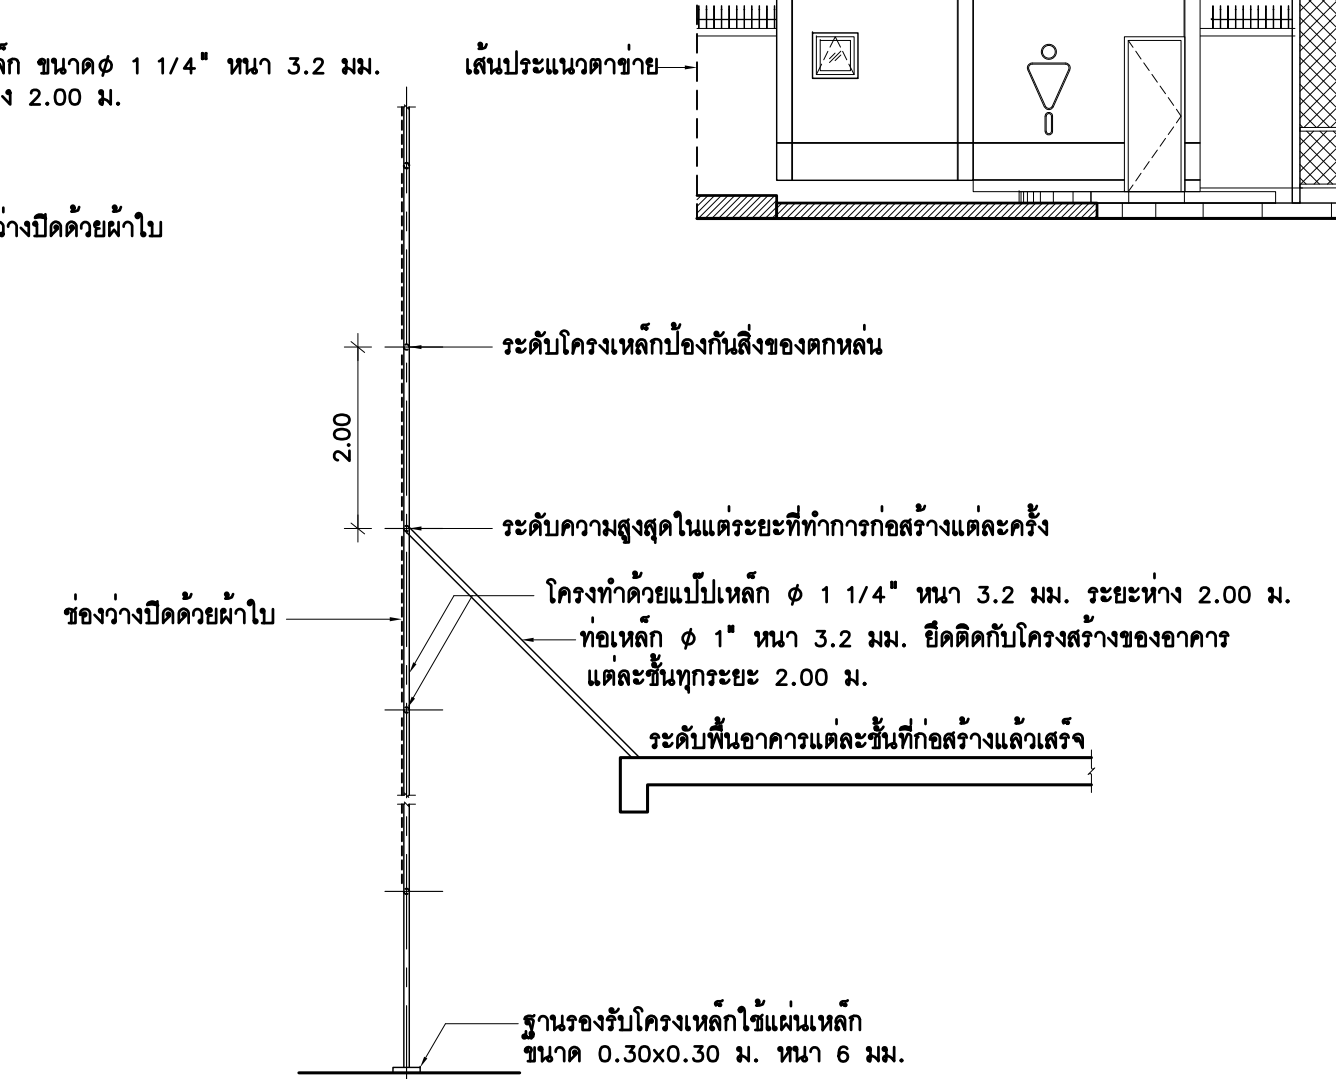 ขนาดφ 1 1/4" หนา 3.2 มม.
2.00 ม.
เส้นประแนวตาข่าย
ว่างปิดด้วยผ้าใบ
ระดับโครงเหล็กป้องกันสิ่งของตกหล่น
2.00
ระดับความสูงสุดในแต่ระยะที่ทำการก่อสร้างแต่ละครั้ง
โครงทำด้วยแป๊ปเหล็ก φ 1 1/4" หนา 3.2 มม. ระยะห่าง 2.00 ม.
ช่องว่างปิดด้วยผ้าใบ
ท่อเหล็ก φ 1" หนา 3.2 มม. ยึดติดกับโครงสร้างของอาคาร
แต่ละชั้นทุกระยะ 2.00 ม.
ระดับพื้นอาคารแต่ละชั้นที่ก่อสร้างแล้วเสร็จ
ฐานรองรับโครงเหล็กใช้แผ่นเหล็ก
ขนาด 0.30x0.30 ม. หนา 6 มม.